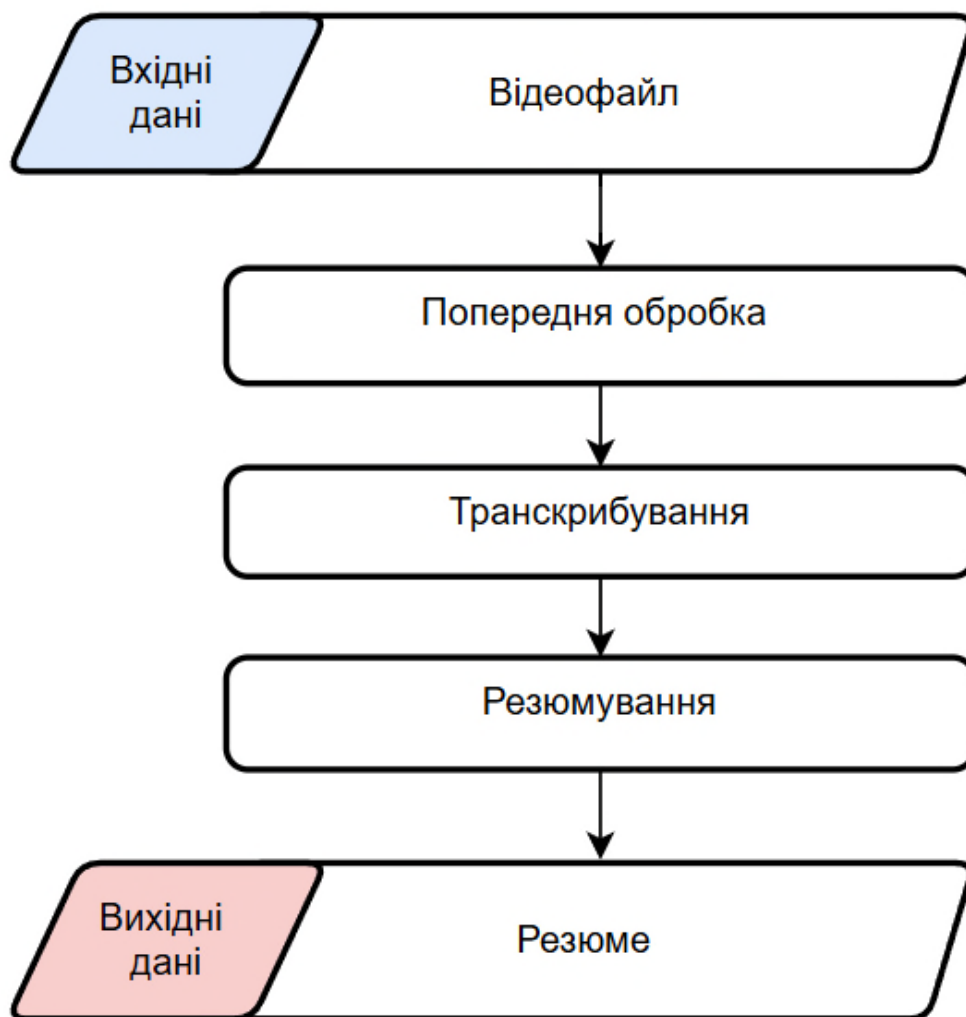 Вхідні
дані
Відеофайл
Попередня обробка
Транскрибування
Резюмування
Вихідні
дані
Резюме